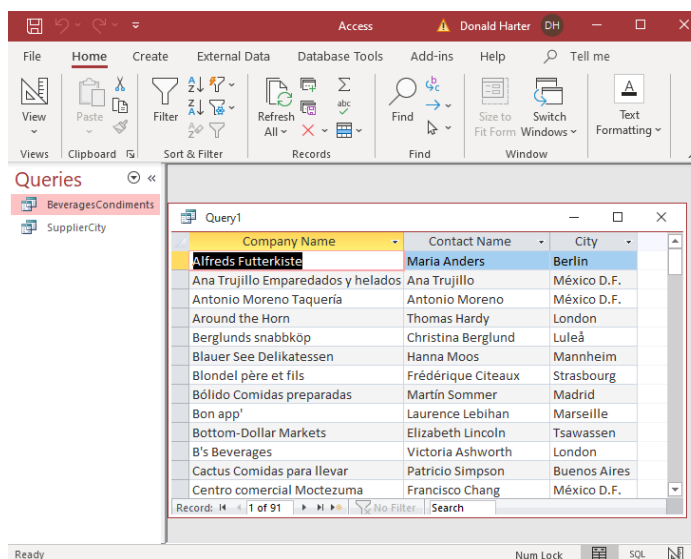 Access
Donald Harter
DH
File Home Create External Data Database Tools Add-ins Help Tell me
View Paste Filter Refresh All Find Size to Fit Form Switch Windows Text Formatting
Views Clipboard Sort & Filter Records Find Window
Queries
BeveragesCondiments
SupplierCity
Query1
Company Name Contact Name City
Alfreds Futterkiste Maria Anders Berlin
Ana Trujillo Emparedados y helados Ana Trujillo México D.F.
Antonio Moreno Taquería Antonio Moreno México D.F.
Around the Horn Thomas Hardy London
Berglunds snabbköp Christina Berglund Luleå
Blauer See Delikatessen Hanna Moos Mannheim
Blondel père et fils Frédérique Citeaux Strasbourg
Bólido Comidas preparadas Martín Sommer Madrid
Bon app' Laurence Lebihan Marseille
Bottom-Dollar Markets Elizabeth Lincoln Tsawassen
B's Beverages Victoria Ashworth London
Cactus Comidas para llevar Patricio Simpson Buenos Aires
Centro comercial Moctezuma Francisco Chang México D.F.
Record: 1 of 91 No Filter Search
Ready Num Lock SQL